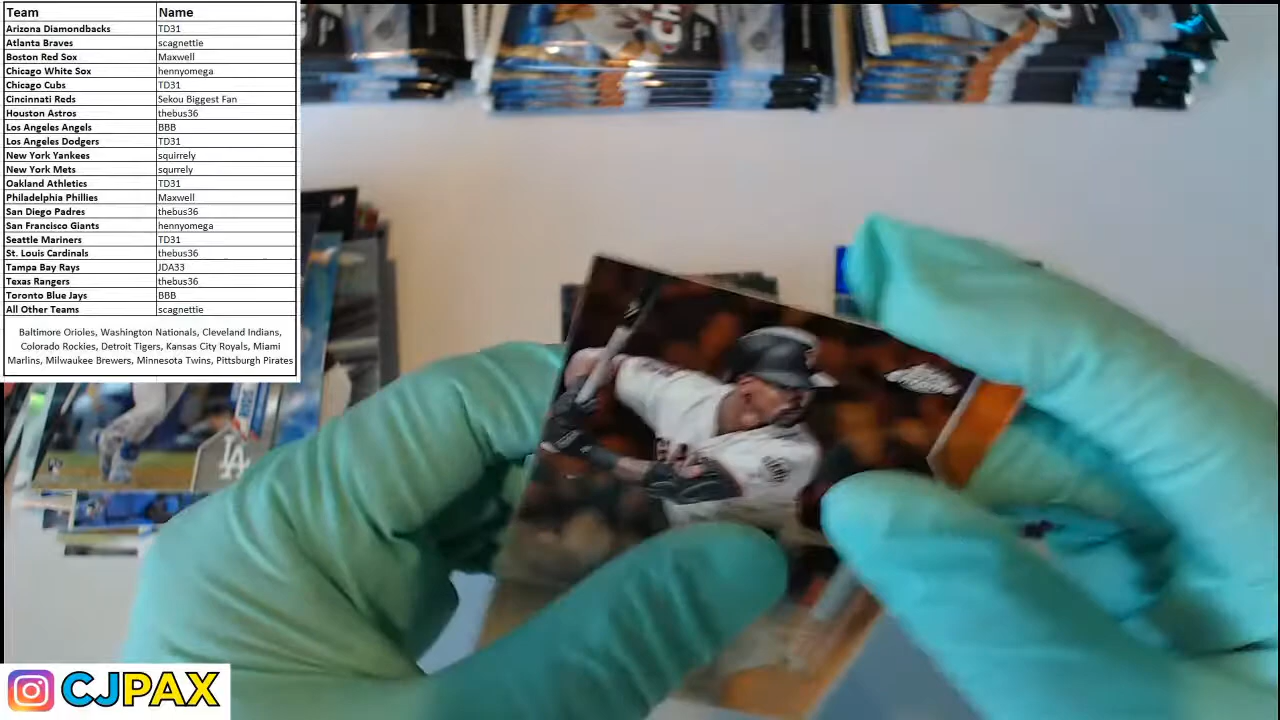 Team Name
Arizona Diamondbacks TD31
Atlanta Braves scagnettie
Boston Red Sox Maxwell
Chicago White Sox hennyomega
Chicago Cubs TD31
Cincinnati Reds Sekou Biggest Fan
Houston Astros thebus36
Los Angeles Angels BBB
Los Angeles Dodgers TD31
New York Yankees squirrely
New York Mets squrrely
Oakland Athletics TD31
Philadelphia Phillies Maxwell
San Diego Padres thebus36
San Francisco Giants hennyomega
Seattle Mariners TD31
St. Louis Cardinals thebus36
Tampa Bay Rays JDA33
Texas Rangers thebus36
Toronto Blue Jays BBB
All Other Teams scagnettie
Baltimore Orioles, Washington Nationals, Cleveland Indians,
Colorado Rockies, Detroit Tigers, Kansas City Royals, Miami
Marlins, Milwaukee Brewers, Minnesota Twins, Pittsburgh Pirates
LA
CJPAX